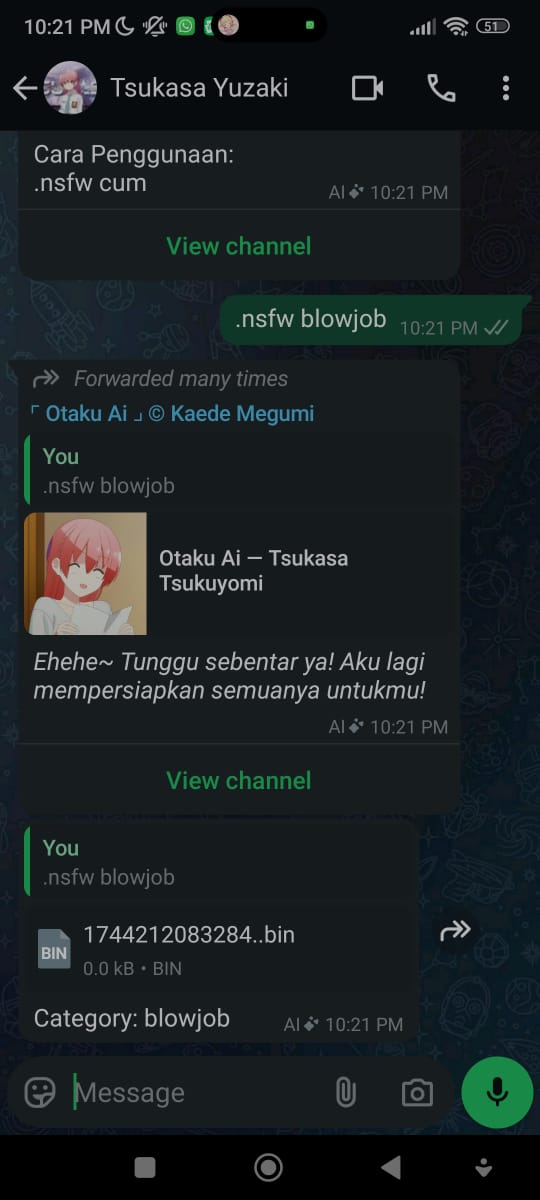 10:21 PM
51
Tsukasa Yuzaki
Cara Penggunaan:
.nsfw cum
AI 10:21 PM
View channel
.nsfw blowjob 10:21 PM
Forwarded many times
「 Otaku Ai 」 © Kaede Megumi
You
.nsfw blowjob
Otaku Ai — Tsukasa
Tsukuyomi
Ehehe~ Tunggu sebentar ya! Aku lagi
mempersiapkan semuanya untukmu!
AI 10:21 PM
View channel
You
.nsfw blowjob
BIN
1744212083284..bin
0.0 kB • BIN
Category: blowjob AI 10:21 PM
Message